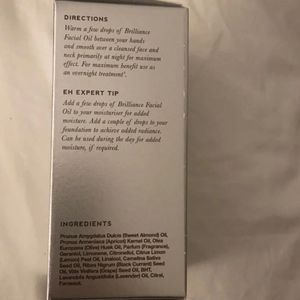 DIRECTIONS
Warm a few drops of Brilliance
Facial Oil between your hands
and smooth over a cleansed face and
neck primarily at night for maximum
effect. For maximum benefit use as
an overnight treatment'.
EH EXPERT TIP
Add a few drops of Brilliance Facial
Oil to your moisturiser for added
moisture. Add a couple of drops to your
foundation to achieve added radiance.
Can be used during the day for added
moisture, if required.
INGREDIENTS
Prunus Amygdalus Dulcis (Sweet Almond) Oil,
Prunus Armeniaca (Apricot) Kernel Oil, Olea
Europaea (Olive) Husk Oil, Parfum (Fragrance),
Geraniol, Limonene, Citronellol, Citrus Limon
(Lemon) Peel Oil, Linalool, Camelina Sativa
Seed Oil, Ribes Nigrum (Black Currant) Seed
Oil, Vitis Vinifera (Grape) Seed Oil, BHT,
Lavandula Angustifolia (Lavender) Oil, Citral,
Farnesol.